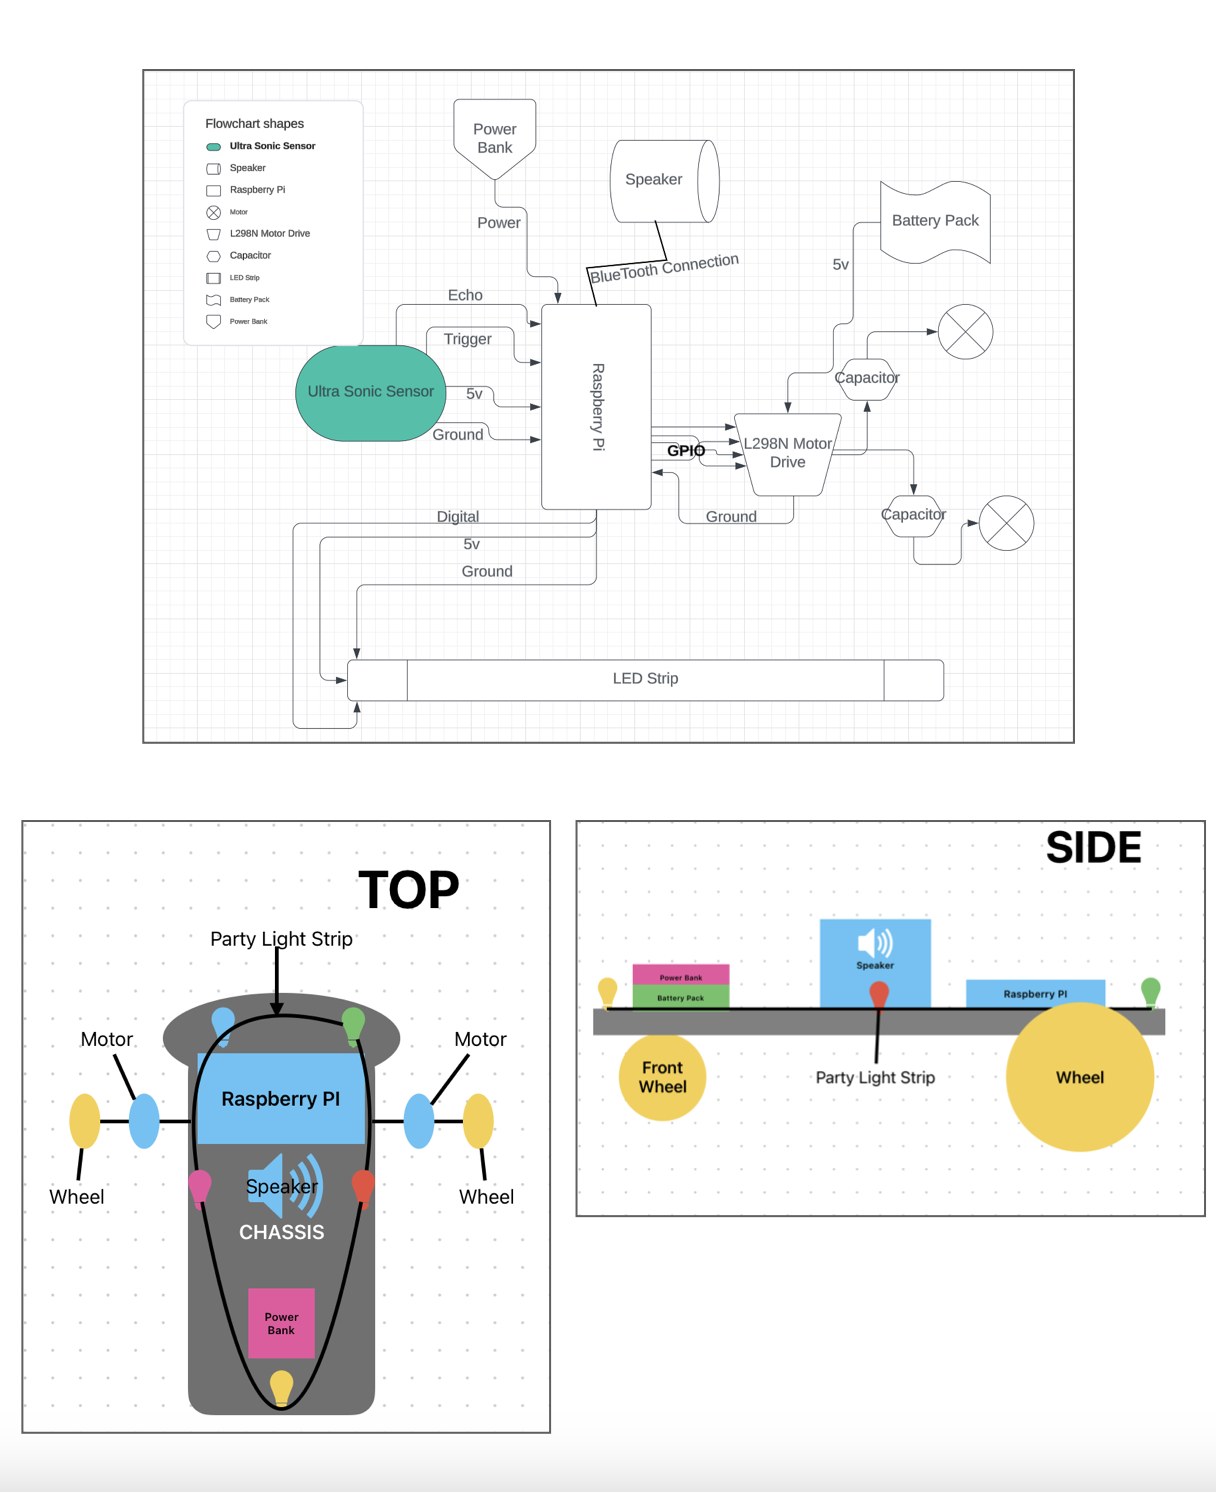 Flowchart shapes
Ultra Sonic Sensor
Speaker
Raspberry Pi
Motor
L298N Motor Drive
Capacitor
LED Strip
Battery Pack
Power Bank
Power
Bank
Speaker
Battery Pack
Power
BlueTooth Connection
5v
Echo
Trigger
Ultra Sonic Sensor
5v
Ground
Raspberry Pi
GPIO
L298N Motor
Drive
Capacitor
Capacitor
Ground
Digital
5v
Ground
LED Strip
TOP
Party Light Strip
Motor
Motor
Raspberry PI
Wheel
Speaker
Wheel
CHASSIS
Power
Bank
SIDE
Speaker
Power Bank
Battery Pack
Raspberry PI
Front
Wheel
Party Light Strip
Wheel